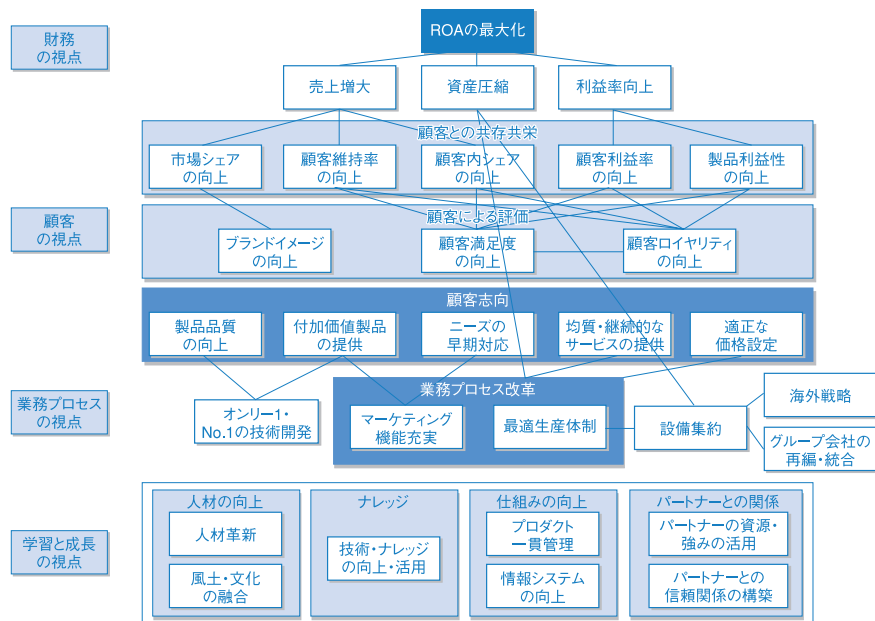 財務
の視点
ROAの最大化
売上増大
資産圧縮
利益率向上
顧客との共存共栄
市場シェア
の向上
顧客維持率
の向上
顧客内シェア
の向上
顧客利益率
の向上
製品利益性
の向上
顧客
の視点
顧客による評価
ブランドイメージ
の向上
顧客満足度
の向上
顧客ロイヤリティ
の向上
顧客志向
製品品質
の向上
付加価値製品
の提供
ニーズの
早期対応
均質・継続的な
サービスの提供
適正な
価格設定
業務プロセス
の視点
業務プロセス改革
オンリー1・
No.1の技術開発
マーケティング
機能充実
最適生産体制
設備集約
海外戦略
グループ会社の
再編・統合
学習と成長
の視点
人材の向上
人材革新
風土・文化
の融合
ナレッジ
技術・ナレッジ
の向上・活用
仕組みの向上
プロダクト
一貫管理
情報システム
の向上
パートナーとの関係
パートナーの資源・
強みの活用
パートナーとの
信頼関係の構築